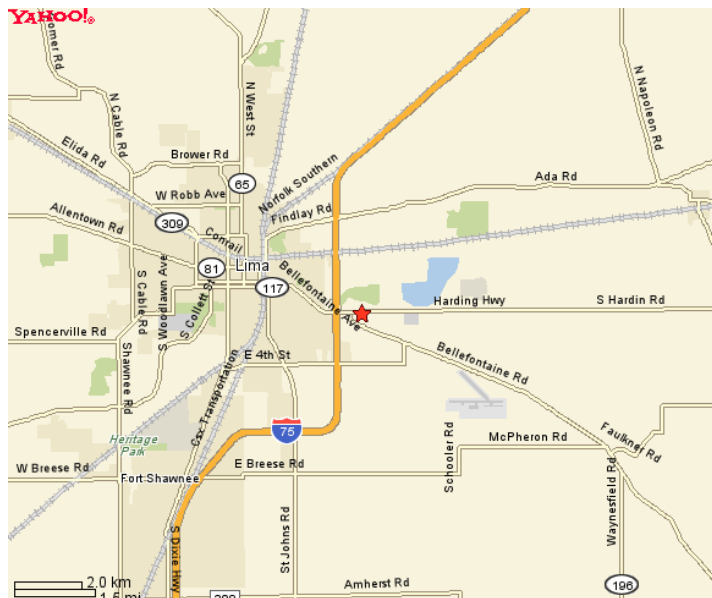 YAHOO!
N Cable Rd
N West St
N Napoleon Rd
Elida Rd
Brower Rd
Norfolk Southern
65
Ada Rd
W Robb Ave
Findlay Rd
Allentown Rd
309
Conrail
81
Lima
117
Bellefontaine Ave
S Cable Rd
S Woodlawn Ave
S Collett St
Harding Hwy
S Hardin Rd
Spencerville Rd
Shawnee Rd
E 4th St
Bellefontaine Rd
Csx Transportation
75
Heritage
Park
Schooler Rd
McPheron Rd
Faulkner Rd
W Breese Rd
E Breese Rd
Fort Shawnee
Waynesfield Rd
St Johns Rd
S Dixie Hwy
2.0 km
Amherst Rd
196